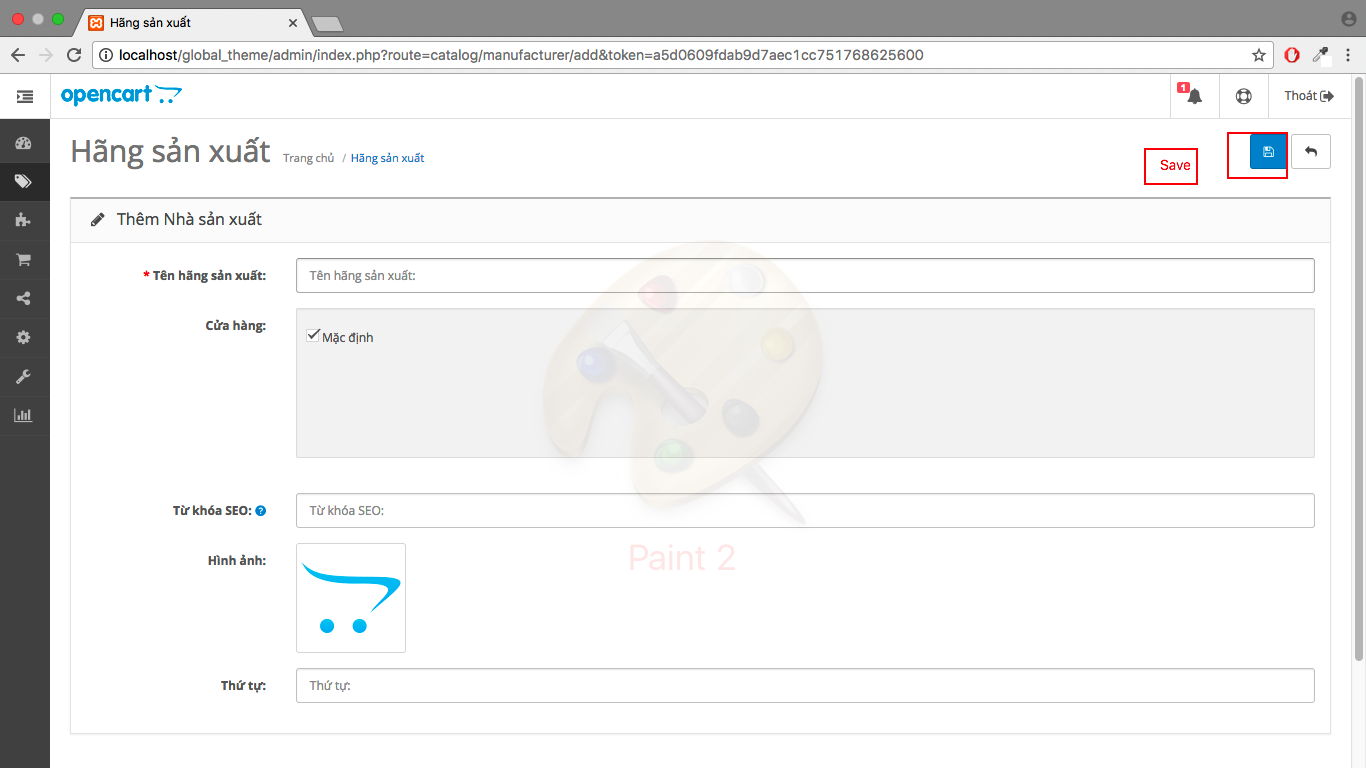 Hãng sản xuất
localhost/global_theme/admin/index.php?route=catalog/manufacturer/add&token=a5d0609fdab9d7aec1cc751768625600
opencart
1
Thoát
Hãng sản xuất
Trang chủ / Hãng sản xuất
Save
Thêm Nhà sản xuất
* Tên hãng sản xuất:
Tên hãng sản xuất:
Cửa hàng:
Mặc định
Từ khóa SEO:
Từ khóa SEO:
Hình ảnh:
Thứ tự:
Thứ tự:
Paint 2